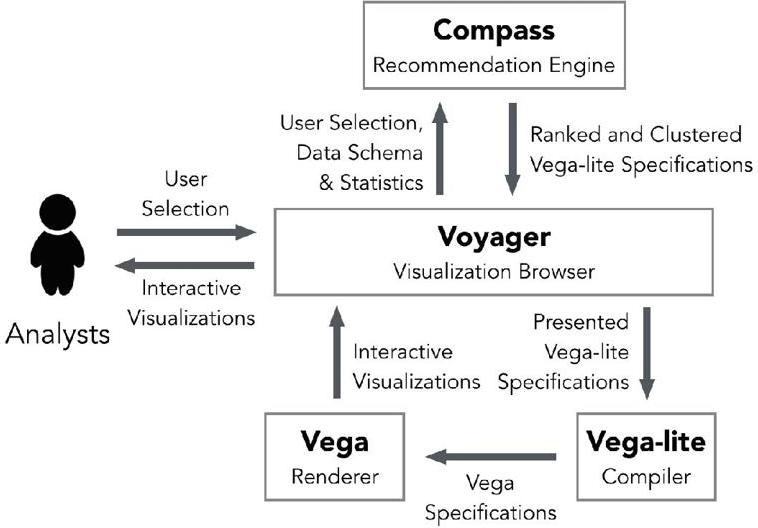 Compass
Recommendation Engine
User Selection,
Data Schema
& Statistics
Ranked and Clustered
Vega-lite Specifications
User
Selection
Voyager
Visualization Browser
Interactive
Visualizations
Analysts
Interactive
Visualizations
Presented
Vega-lite
Specifications
Vega
Renderer
Vega-lite
Compiler
Vega
Specifications